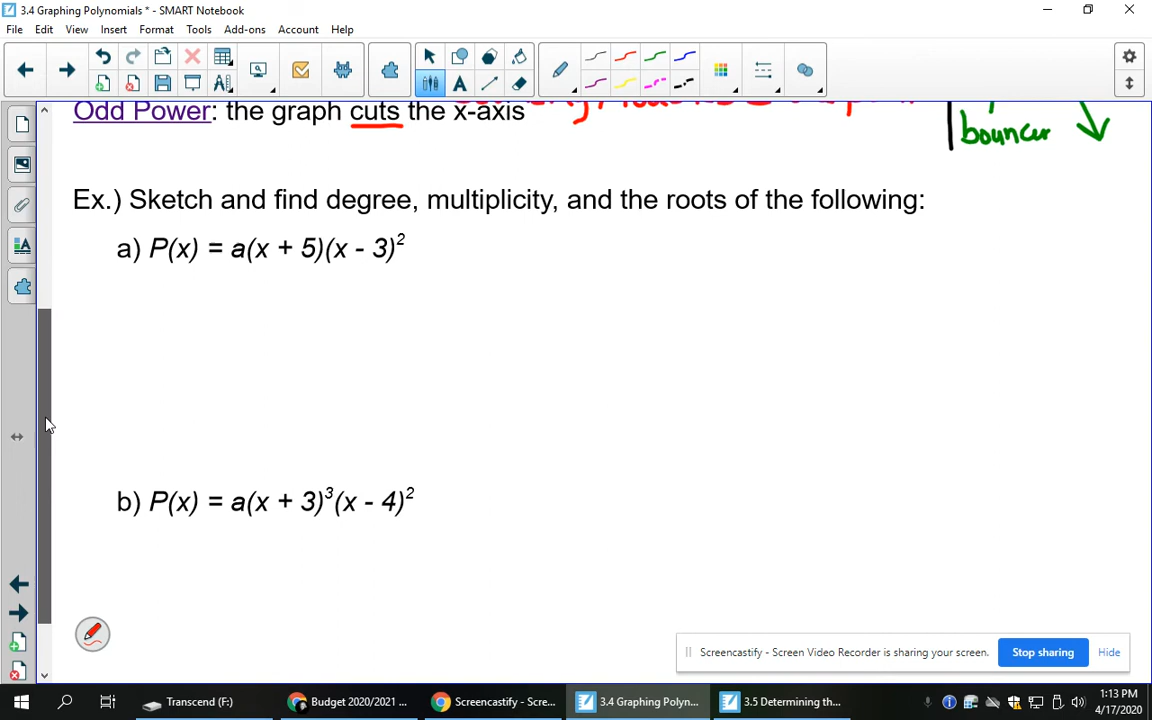 3.4 Graphing Polynomials * - SMART Notebook
File Edit View Insert Format Tools Add-ons Account Help
Odd Power: the graph cuts the x-axis
bouncer
Ex.) Sketch and find degree, multiplicity, and the roots of the following:
a) P(x) = a(x + 5)(x - 3)²
b) P(x) = a(x + 3)³(x - 4)²
Screencastify - Screen Video Recorder is sharing your screen. Stop sharing Hide
Transcend (F:) Budget 2020/2021 ... Screencastify - Scre... 3.4 Graphing Polyn... 3.5 Determining th... 1:13 PM
4/17/2020